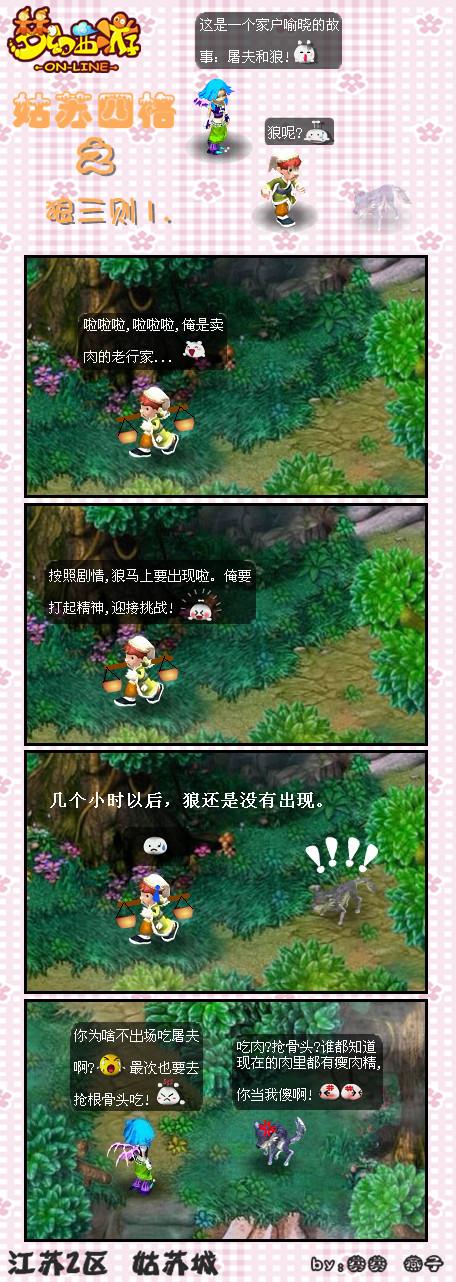 梦幻西游
ON-LINE
姑苏四格
之
狼三则1.
这是一个家户喻晓的故
事:屠夫和狼!
狼呢?
啦啦啦,啦啦啦,俺是卖
肉的老行家...
按照剧情,狼马上要出现啦。俺要
打起精神,迎接挑战!
几个小时以后，狼还是没有出现。
!!!!
你为啥不出场吃屠夫
啊? 最次也要去
抢根骨头吃!
吃肉?抢骨头?谁都知道
现在的肉里都有瘦肉精,
你当我傻啊!
江苏2区 姑苏城
by:
燕子